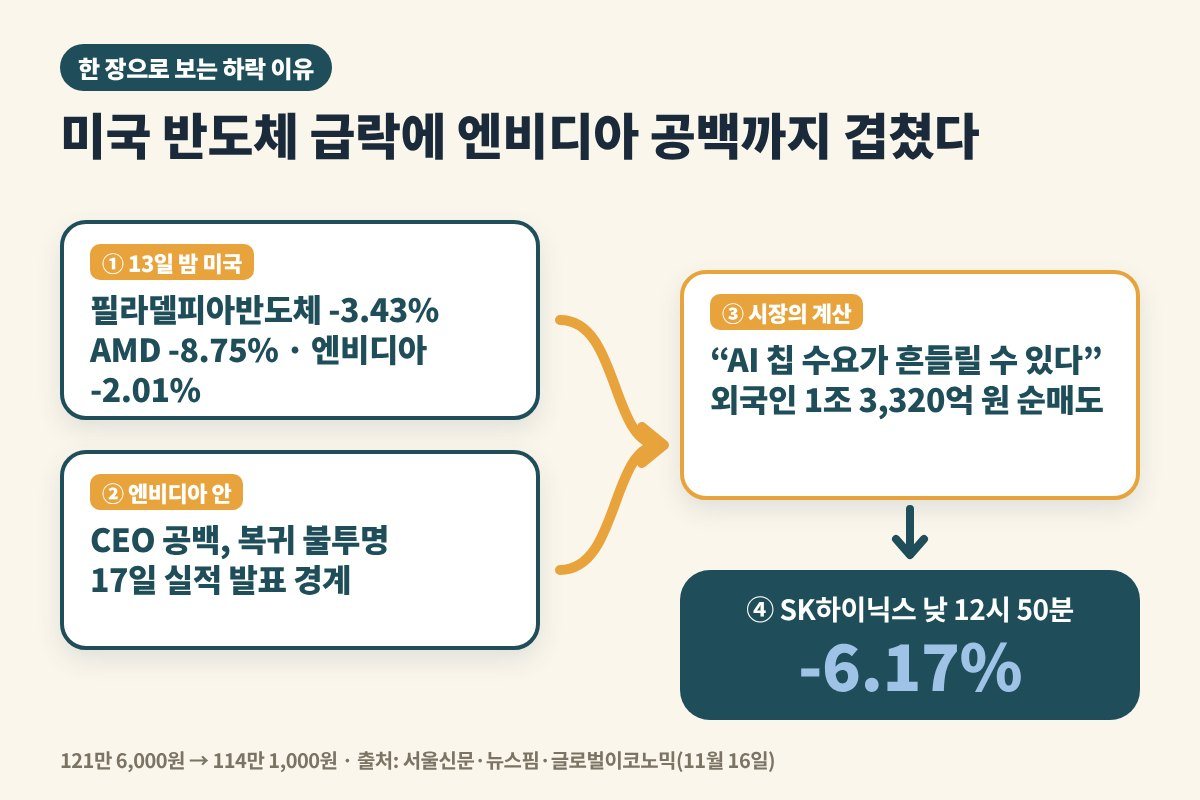 한 장으로 보는 하락 이유
미국 반도체 급락에 엔비디아 공백까지 겹쳤다
① 13일 밤 미국
필라델피아반도체 -3.43%
AMD -8.75% · 엔비디아
-2.01%
② 엔비디아 안
CEO 공백, 복귀 불투명
17일 실적 발표 경계
③ 시장의 계산
“AI 칩 수요가 흔들릴 수 있다”
외국인 1조 3,320억 원 순매도
④ SK하이닉스 낮 12시 50분
-6.17%
121만 6,000원 → 114만 1,000원 · 출처: 서울신문·뉴스핌·글로벌이코노믹(11월 16일)